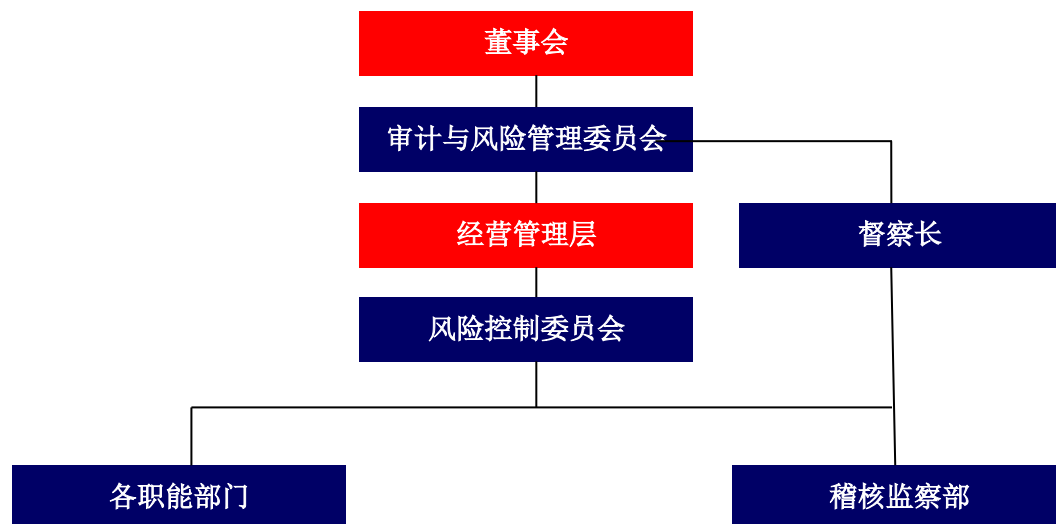 董事会
审计与风险管理委员会
经营管理层
督察长
风险控制委员会
各职能部门
稽核监察部